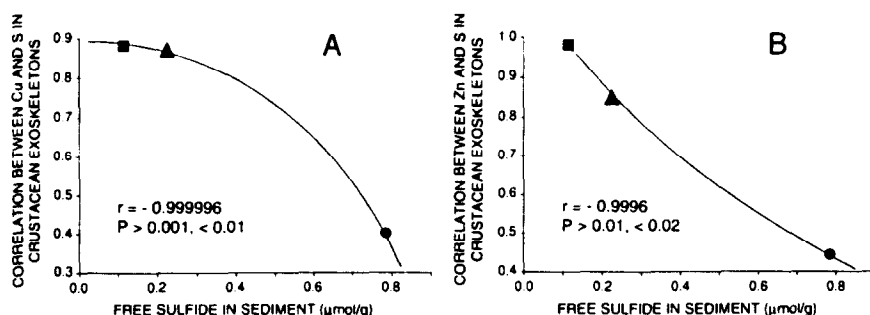 CORRELATION BETWEEN Cu AND S IN
CRUSTACEAN EXOSKELETONS
0.9
0.8
0.7
0.6
0.5
0.4
0.3
A
r = - 0.999996
P > 0.001, < 0.01
0.0 0.2 0.4 0.6 0.8
FREE SULFIDE IN SEDIMENT (µmol/g)
CORRELATION BETWEEN Zn AND S IN
CRUSTACEAN EXOSKELETONS
1.0
0.9
0.8
0.7
0.6
0.5
0.4
B
r = - 0.9996
P > 0.01, < 0.02
0.0 0.2 0.4 0.6 0.8
FREE SULFIDE IN SEDIMENT (µmol/g)